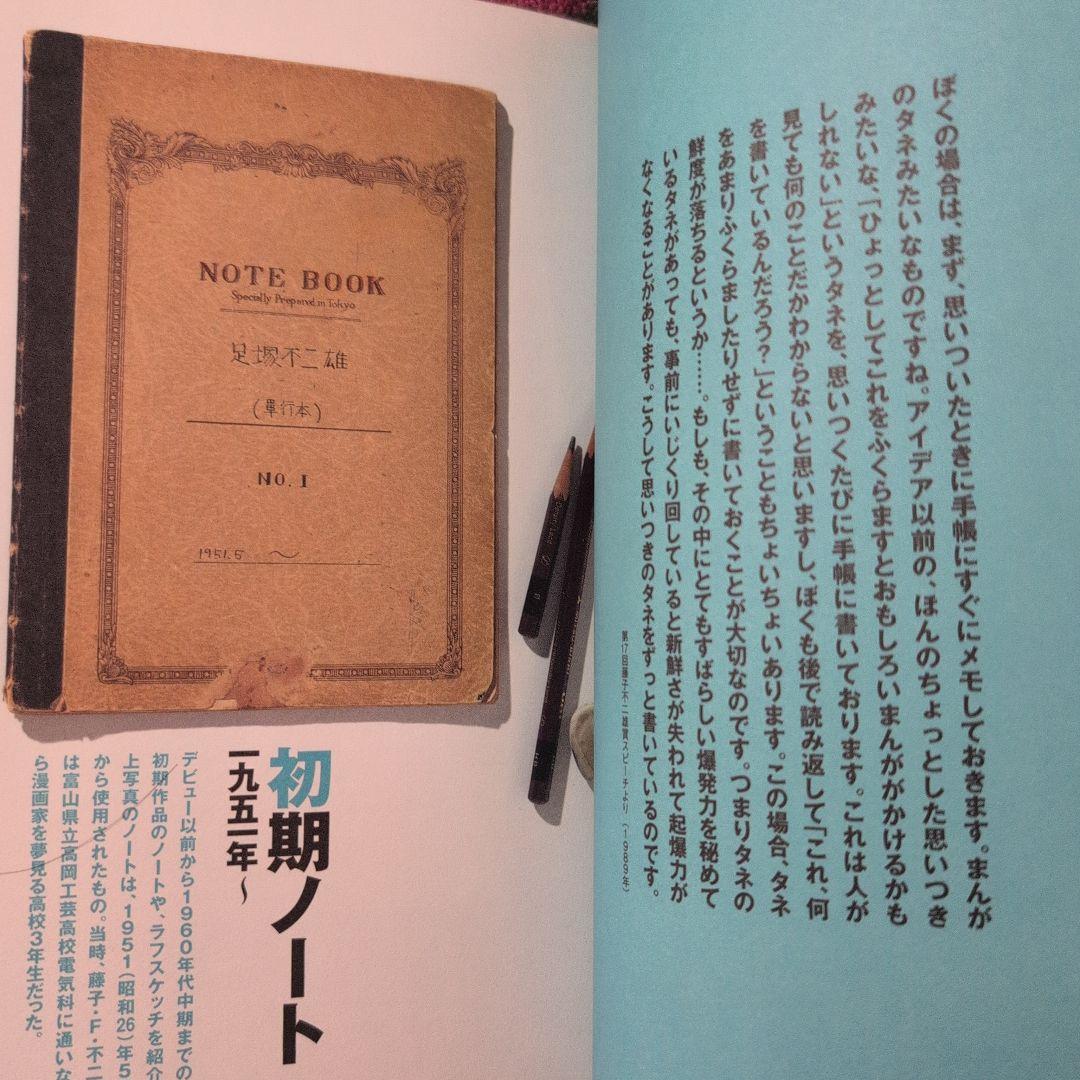 ぼくの場合は、まず、思いついたときに手帳にすぐにメモしておきます。まんが
のタネみたいなものですね。アイデア以前の、ほんのちょっとした思いつき
みたいな、「ひょっとしてこれをふくらますとおもしろいまんががかけるかも
しれない」というタネを、思いつくたびに手帳に書いております。これは人が
見ても何のことだかわからないと思いますし、ぼくも後で読み返して「これ、何
を書いているんだろう?」ということもちょいちょいあります。この場合、タネ
をあまりふくらましたりせずに書いておくことが大切なのです。つまりタネの
鮮度が落ちるというか……。もしも、その中にとてもすばらしい爆発力を秘めて
いるタネがあっても、事前にいじくり回していると新鮮さが失われて起爆力が
なくなることがあります。こうして思いつきのタネをずっと書いているのです。
第17回藤子不二雄賞スピーチより(1989年)
NOTE BOOK
Specially Prepared in Tokyo
足塚不二雄
(單行本)
NO. I
1951.5 〜
初期ノート
一九五一年〜
デビュー以前から1960年代中期までの
初期作品のノートや、ラフスケッチを紹介
上写真のノートは、1951(昭和26)年5
から使用されたもの。当時、藤子・F・不二
は富山県立高岡工芸高校電気科に通いな
ら漫画家を夢見る高校3年生だった。